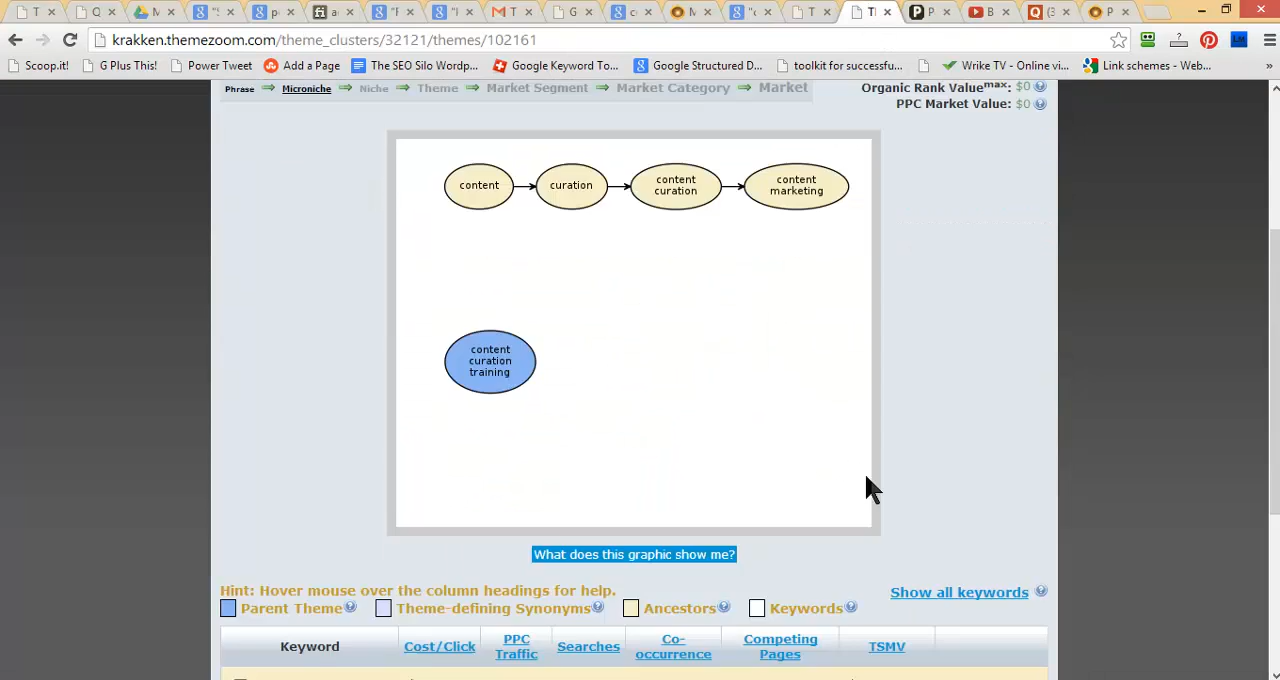 T
Q
M
"S
p
a
"I
"I
T
G
c
M
"c
T
TI
P
B
(3
P
krakken.themezoom.com/theme_clusters/32121/themes/102161
Scoop.it!
G Plus This!
Power Tweet
Add a Page
The SEO Silo Wordp...
Google Keyword To...
Google Structured D...
toolkit for successfu...
Wrike TV - Online vi...
Link schemes - Web...
»
Phrase
Microniche
Niche
Theme
Market Segment
Market Category
Market
Organic Rank Valuemax: $0
PPC Market Value: $0
content
curation
content
curation
content
marketing
content
curation
training
What does this graphic show me?
Hint: Hover mouse over the column headings for help.
Show all keywords
Parent Theme
Theme-defining Synonyms
Ancestors
Keywords
Keyword
Cost/Click
PPC
Traffic
Searches
Co-
occurrence
Competing
Pages
TSMV